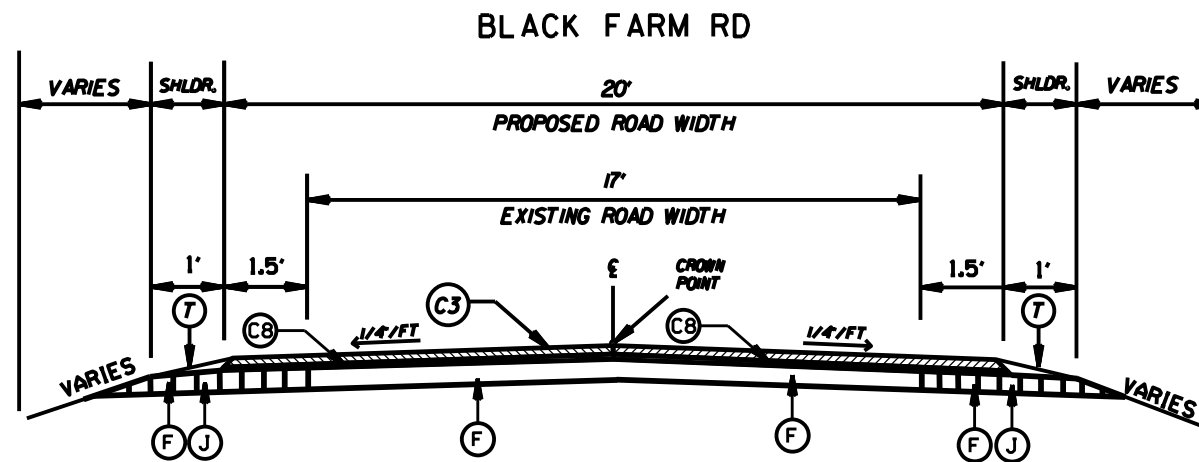 BLACK FARM RD
VARIES SHLDR. 20' SHLDR. VARIES
PROPOSED ROAD WIDTH
17'
EXISTING ROAD WIDTH
1' 1.5' ℄ CROWN POINT 1.5' 1'
T C8 C3 C8 T
1/4"/FT 1/4"/FT
VARIES VARIES
F J F F F J